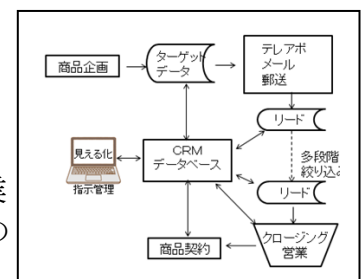 商品企画
ターゲット
データ
テレアポ
メール
郵送
リード
見える化
指示管理
CRM
データベース
多段階
絞り込み
リード
業
の
商品契約
クロージング
営業